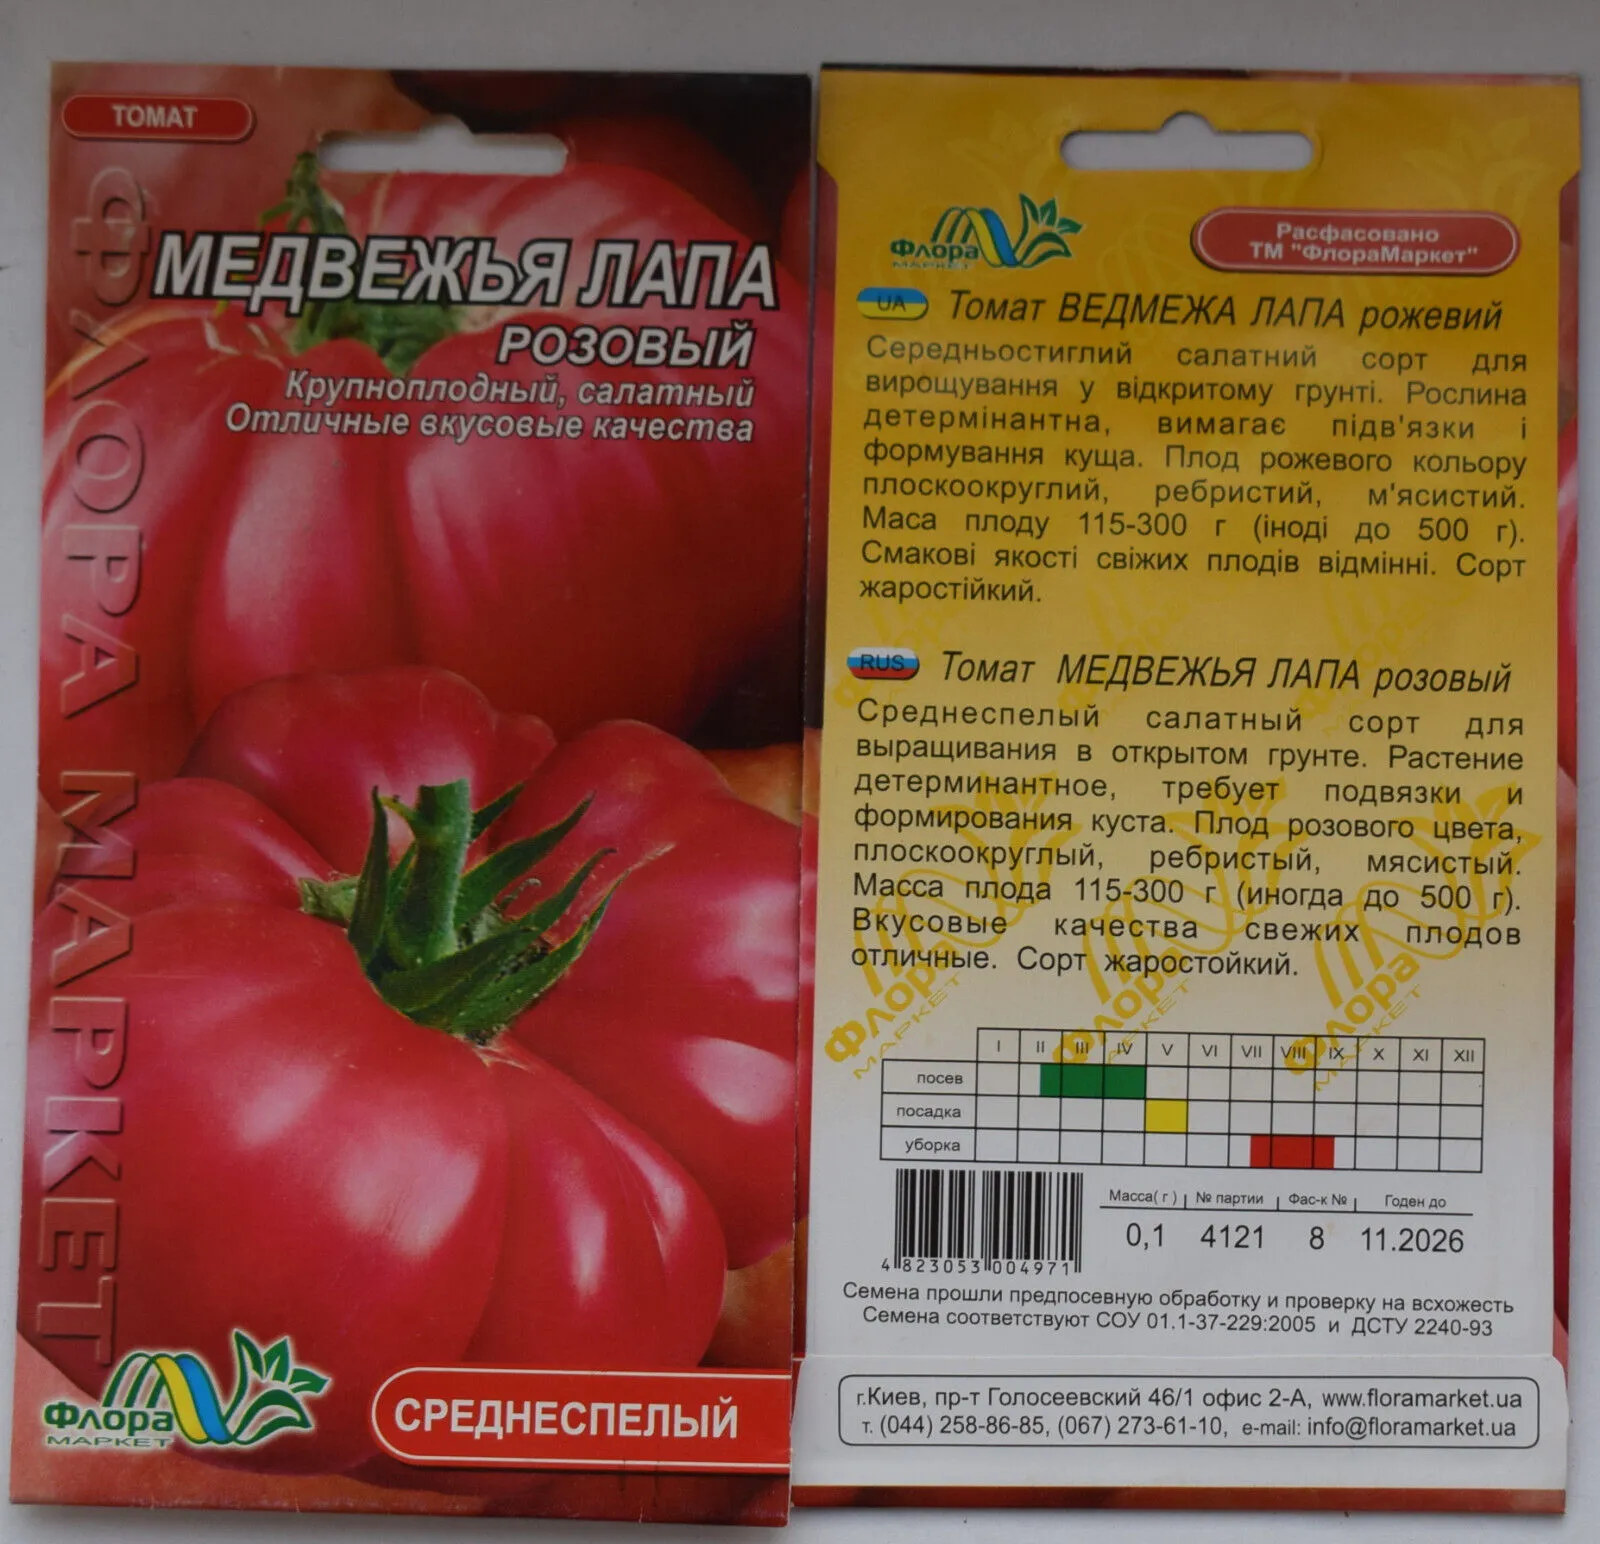 ТОМАТ
МЕДВЕЖЬЯ ЛАПА
РОЗОВЫЙ
Крупноплодный, салатный
Отличные вкусовые качества
ФЛОРА МАРКЕТ
Флора
МАРКЕТ
СРЕДНЕСПЕЛЫЙ
Флора
МАРКЕТ
Расфасовано
ТМ "ФлораМаркет"
UA Томат ВЕДМЕЖА ЛАПА рожевий
Середньостиглий салатний сорт для
вирощування у відкритому грунті. Рослина
детермінантна, вимагає підв'язки і
формування куща. Плод рожевого кольору
плоскоокруглий, ребристий, м'ясистий.
Маса плоду 115-300 г (іноді до 500 г).
Смакові якості свіжих плодів відмінні. Сорт
жаростійкий.
RUS Томат МЕДВЕЖЬЯ ЛАПА розовый
Среднеспелый салатный сорт для
выращивания в открытом грунте. Растение
детерминантное, требует подвязки и
формирования куста. Плод розового цвета,
плоскоокруглый, ребристый, мясистый.
Масса плода 115-300 г (иногда до 500 г).
Вкусовые качества свежих плодов
отличные. Сорт жаростойкий.
Флора МАРКЕТ Флора МАРКЕТ Флора МАРКЕТ
I II III IV V VI VII VIII IX X XI XII
посев
посадка
уборка
Масса( г ) № партии Фас-к № Годен до
0,1 4121 8 11.2026
4 823053 004971
Семена прошли предпосевную обработку и проверку на всхожесть
Семена соответствуют СОУ 01.1-37-229:2005 и ДСТУ 2240-93
г.Киев, пр-т Голосеевский 46/1 офис 2-А, www.floramarket.ua
т. (044) 258-86-85, (067) 273-61-10, e-mail: info@floramarket.ua